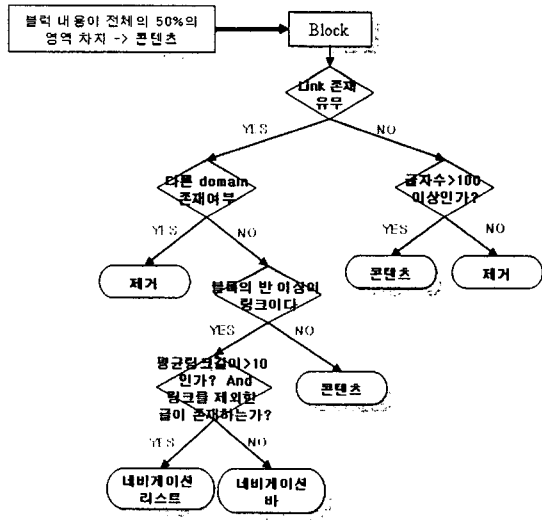 블럭 내용이 전체의 50%의
영역 차지 -> 콘텐츠
Block
Link 존재
유무
YES
NO
다른 domain
존재여부
글자수>100
이상인가?
YES
NO
YES
NO
제거
콘텐츠
제거
블록의 반 이상이
링크이다
YES
NO
평균링크길이>10
인가? And
링크를 제외한
글이 존재하는가?
콘텐츠
YES
NO
네비게이션
리스트
네비게이션
바